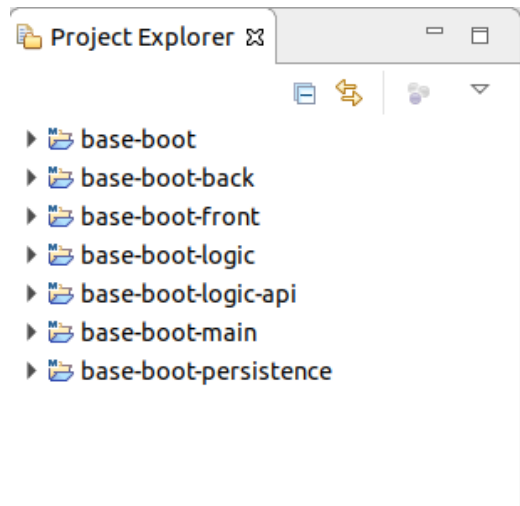 Project Explorer
base-boot
base-boot-back
base-boot-front
base-boot-logic
base-boot-logic-api
base-boot-main
base-boot-persistence